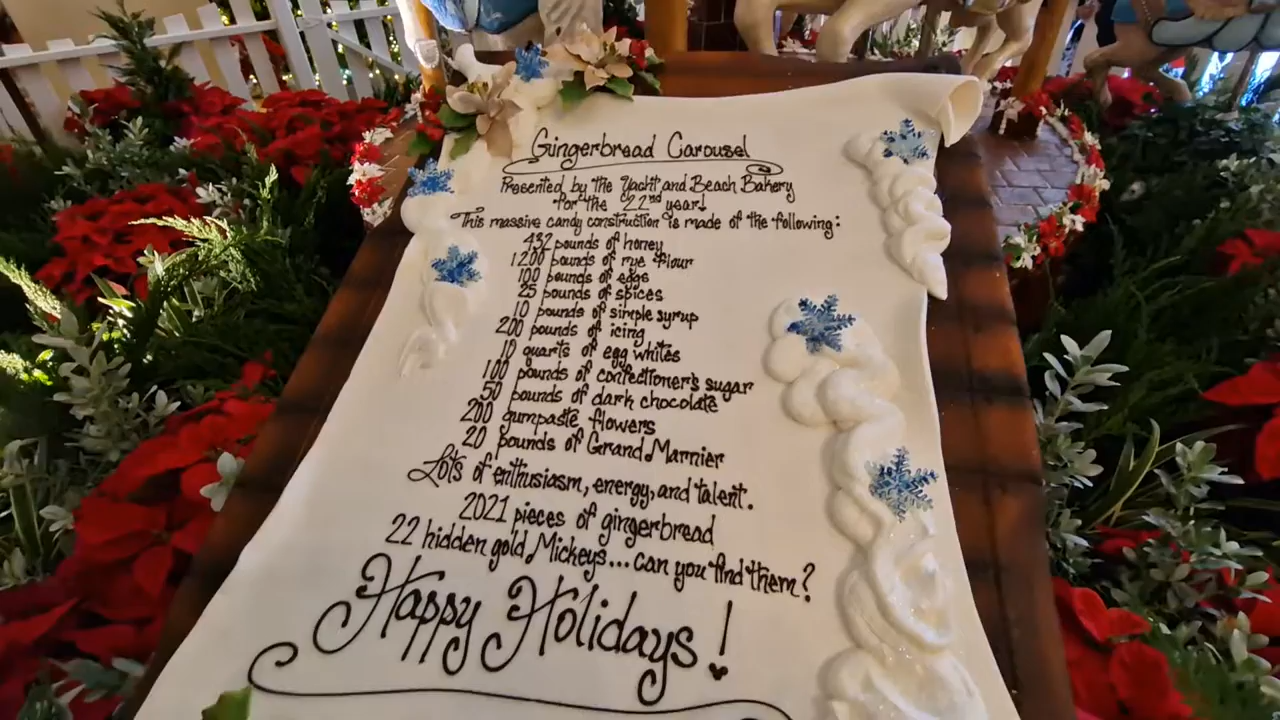 Gingerbread Carousel
Presented by the Yacht and Beach Bakery
for the 22nd year!
This massive candy construction is made of the following:
432 pounds of honey
1200 pounds of rye flour
100 pounds of eggs
25 pounds of spices
10 pounds of simple syrup
200 pounds of icing
10 quarts of egg whites
100 pounds of confectioner's sugar
50 pounds of dark chocolate
200 gumpaste flowers
20 pounds of Grand Marnier
Lots of enthusiasm, energy, and talent.
2021 pieces of gingerbread
22 hidden gold Mickeys... can you find them?
Happy Holidays!